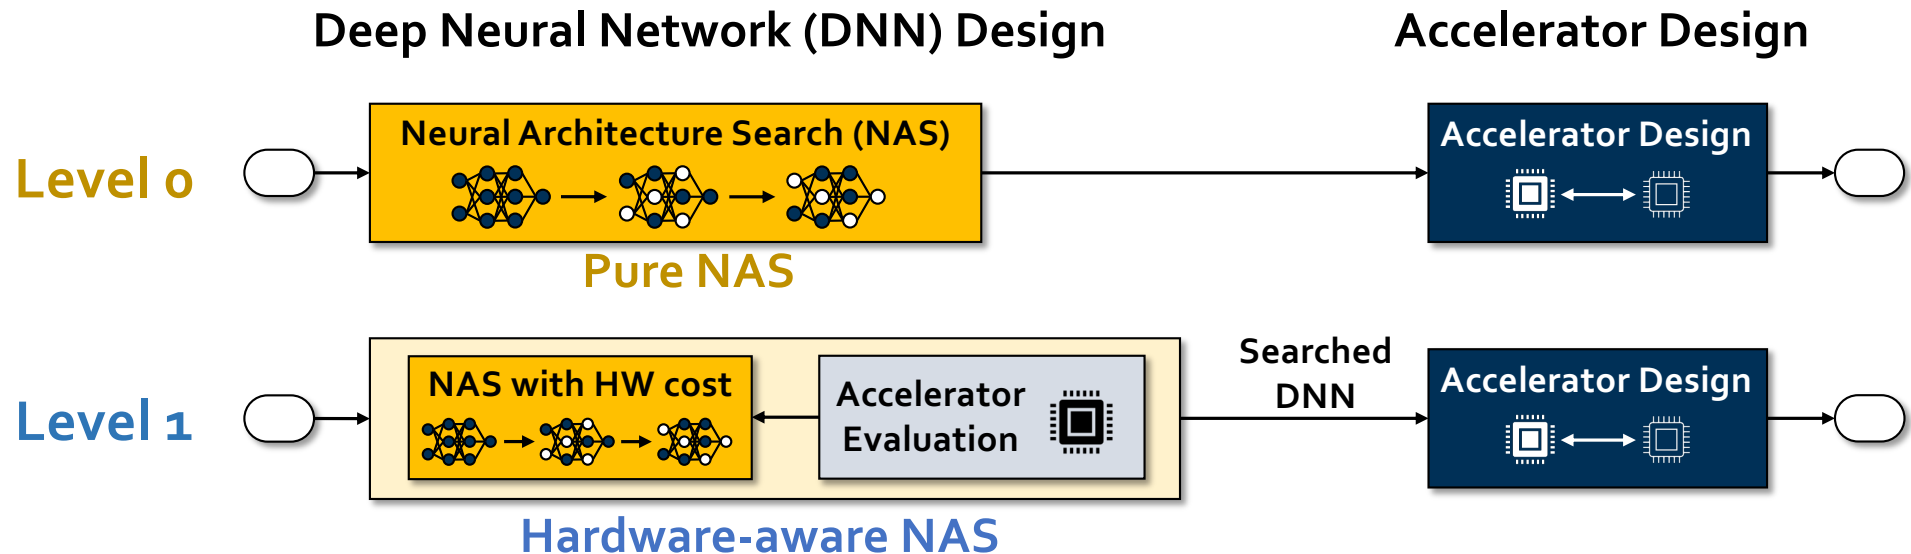 Deep Neural Network (DNN) Design
Accelerator Design
Level 0
Neural Architecture Search (NAS)
Accelerator Design
Pure NAS
Level 1
NAS with HW cost
Accelerator
Evaluation
Searched
DNN
Accelerator Design
Hardware-aware NAS